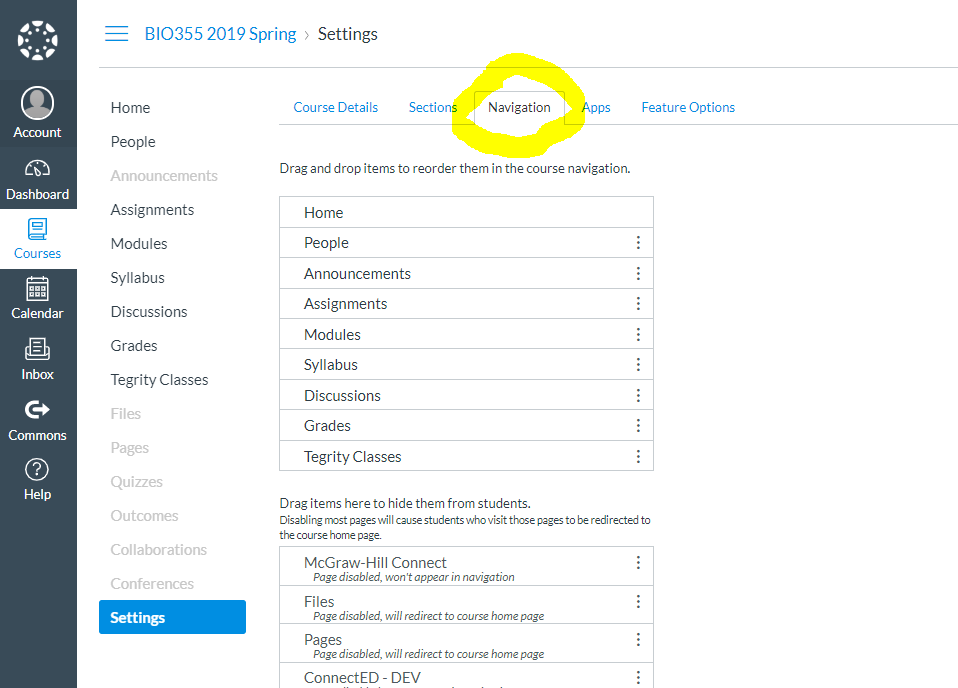 BIO355 2019 Spring › Settings
Account
Dashboard
Courses
Calendar
Inbox
Commons
Help
Home
People
Announcements
Assignments
Modules
Syllabus
Discussions
Grades
Tegrity Classes
Files
Pages
Quizzes
Outcomes
Collaborations
Conferences
Settings
Course Details Sections Navigation Apps Feature Options
Drag and drop items to reorder them in the course navigation.
Home
People
Announcements
Assignments
Modules
Syllabus
Discussions
Grades
Tegrity Classes
Drag items here to hide them from students.
Disabling most pages will cause students who visit those pages to be redirected to
the course home page.
McGraw-Hill Connect
Page disabled, won't appear in navigation
Files
Page disabled, will redirect to course home page
Pages
Page disabled, will redirect to course home page
ConnectED - DEV